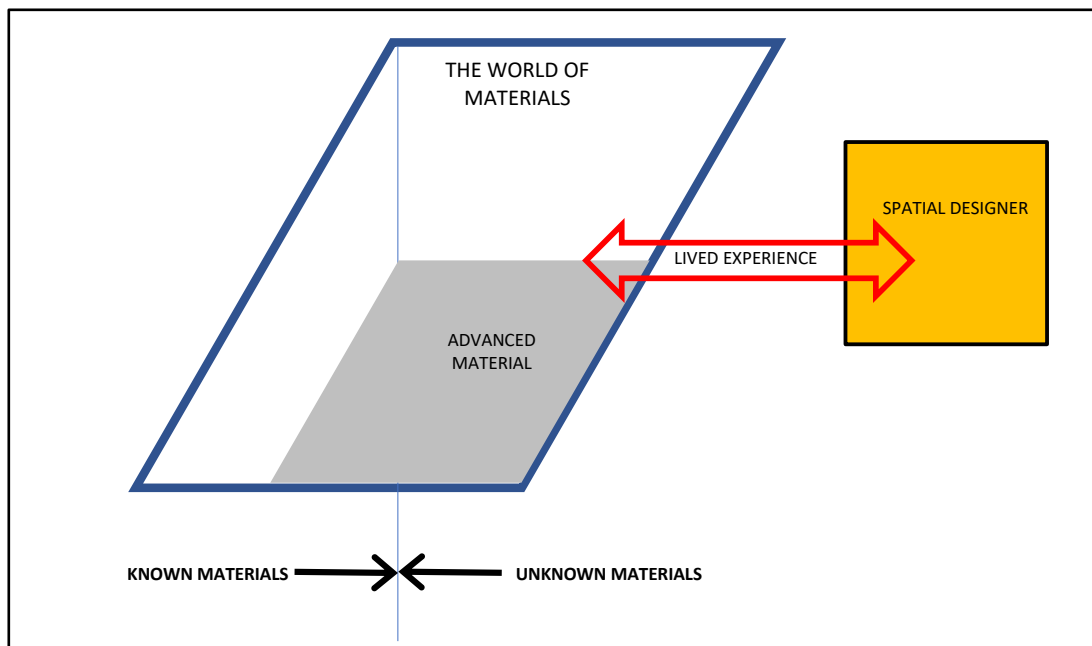 THE WORLD OF
MATERIALS
SPATIAL DESIGNER
LIVED EXPERIENCE
ADVANCED
MATERIAL
KNOWN MATERIALS
UNKNOWN MATERIALS